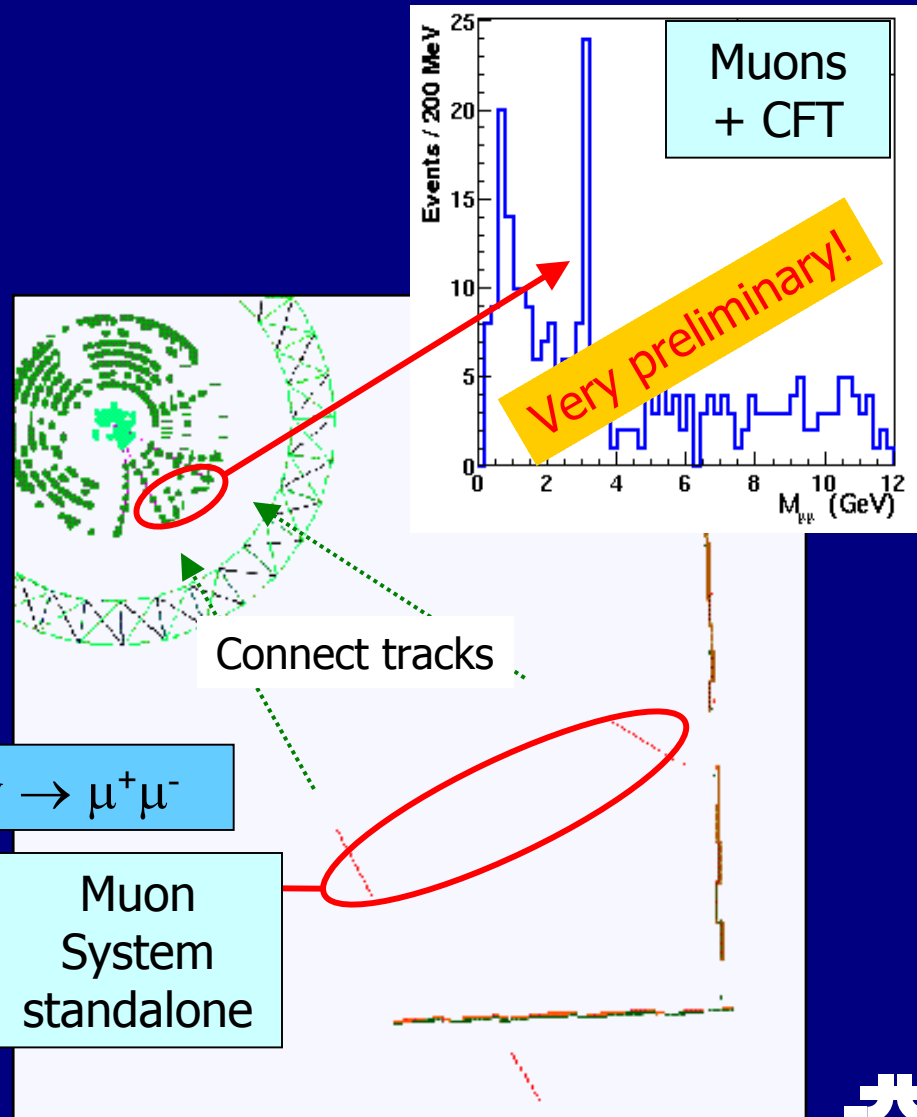 Muons
+ CFT
Very preliminary!
Events / 200 MeV
25
20
15
10
5
0
0 2 4 6 8 10 12
M_μμ (GeV)
Connect tracks
→ μ⁺μ⁻
Muon
System
standalone